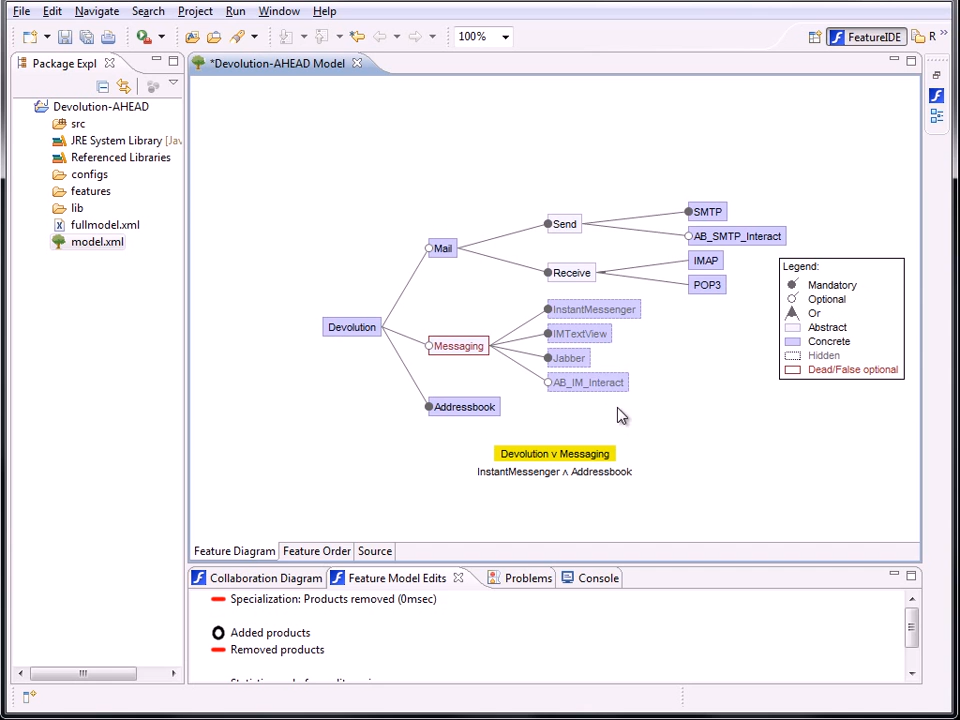 File Edit Navigate Search Project Run Window Help
100%
FeatureIDE
R
Package Expl
*Devolution-AHEAD Model
Devolution-AHEAD
src
JRE System Library [Jav
Referenced Libraries
configs
features
lib
fullmodel.xml
model.xml
SMTP
Send
AB_SMTP_Interact
Mail
IMAP
Receive
POP3
InstantMessenger
Devolution
IMTextView
Messaging
Jabber
AB_IM_Interact
Addressbook
Devolution ∨ Messaging
InstantMessenger ∧ Addressbook
Legend:
Mandatory
Optional
Or
Abstract
Concrete
Hidden
Dead/False optional
Feature Diagram Feature Order Source
Collaboration Diagram Feature Model Edits Problems Console
Specialization: Products removed (0msec)
Added products
Removed products